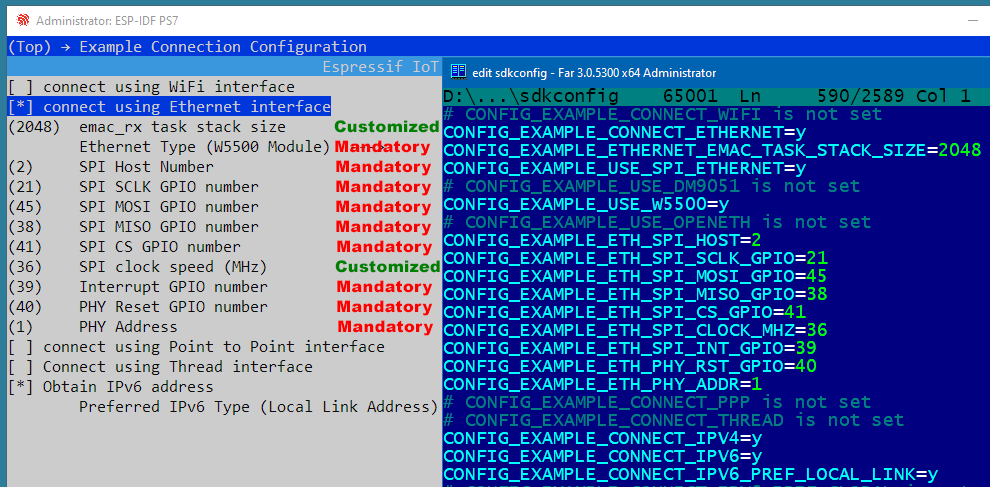 Administrator: ESP-IDF PS7
(Top) → Example Connection Configuration
Espressif IoT
[ ] connect using WiFi interface
[*] connect using Ethernet interface
(2048) emac_rx task stack size Customized
Ethernet Type (W5500 Module) Mandatory
(2) SPI Host Number Mandatory
(21) SPI SCLK GPIO number Mandatory
(45) SPI MOSI GPIO number Mandatory
(38) SPI MISO GPIO number Mandatory
(41) SPI CS GPIO number Mandatory
(36) SPI clock speed (MHz) Customized
(39) Interrupt GPIO number Mandatory
(40) PHY Reset GPIO number Mandatory
(1) PHY Address Mandatory
[ ] connect using Point to Point interface
[ ] Connect using Thread interface
[*] Obtain IPv6 address
Preferred IPv6 Type (Local Link Address)
edit sdkconfig - Far 3.0.5300 x64 Administrator
D:\...\sdkconfig 65001 Ln 590/2589 Col 1
# CONFIG_EXAMPLE_CONNECT_WIFI is not set
CONFIG_EXAMPLE_CONNECT_ETHERNET=y
CONFIG_EXAMPLE_ETHERNET_EMAC_TASK_STACK_SIZE=2048
CONFIG_EXAMPLE_USE_SPI_ETHERNET=y
# CONFIG_EXAMPLE_USE_DM9051 is not set
CONFIG_EXAMPLE_USE_W5500=y
# CONFIG_EXAMPLE_USE_OPENETH is not set
CONFIG_EXAMPLE_ETH_SPI_HOST=2
CONFIG_EXAMPLE_ETH_SPI_SCLK_GPIO=21
CONFIG_EXAMPLE_ETH_SPI_MOSI_GPIO=45
CONFIG_EXAMPLE_ETH_SPI_MISO_GPIO=38
CONFIG_EXAMPLE_ETH_SPI_CS_GPIO=41
CONFIG_EXAMPLE_ETH_SPI_CLOCK_MHZ=36
CONFIG_EXAMPLE_ETH_SPI_INT_GPIO=39
CONFIG_EXAMPLE_ETH_PHY_RST_GPIO=40
CONFIG_EXAMPLE_ETH_PHY_ADDR=1
# CONFIG_EXAMPLE_CONNECT_PPP is not set
# CONFIG_EXAMPLE_CONNECT_THREAD is not set
CONFIG_EXAMPLE_CONNECT_IPV4=y
CONFIG_EXAMPLE_CONNECT_IPV6=y
CONFIG_EXAMPLE_CONNECT_IPV6_PREF_LOCAL_LINK=y